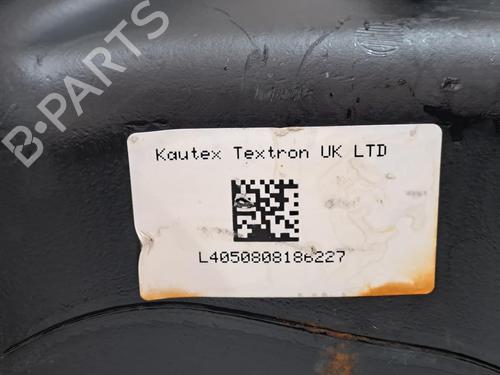 B-PARTS
Kautex Textron UK LTD
L4050808186227